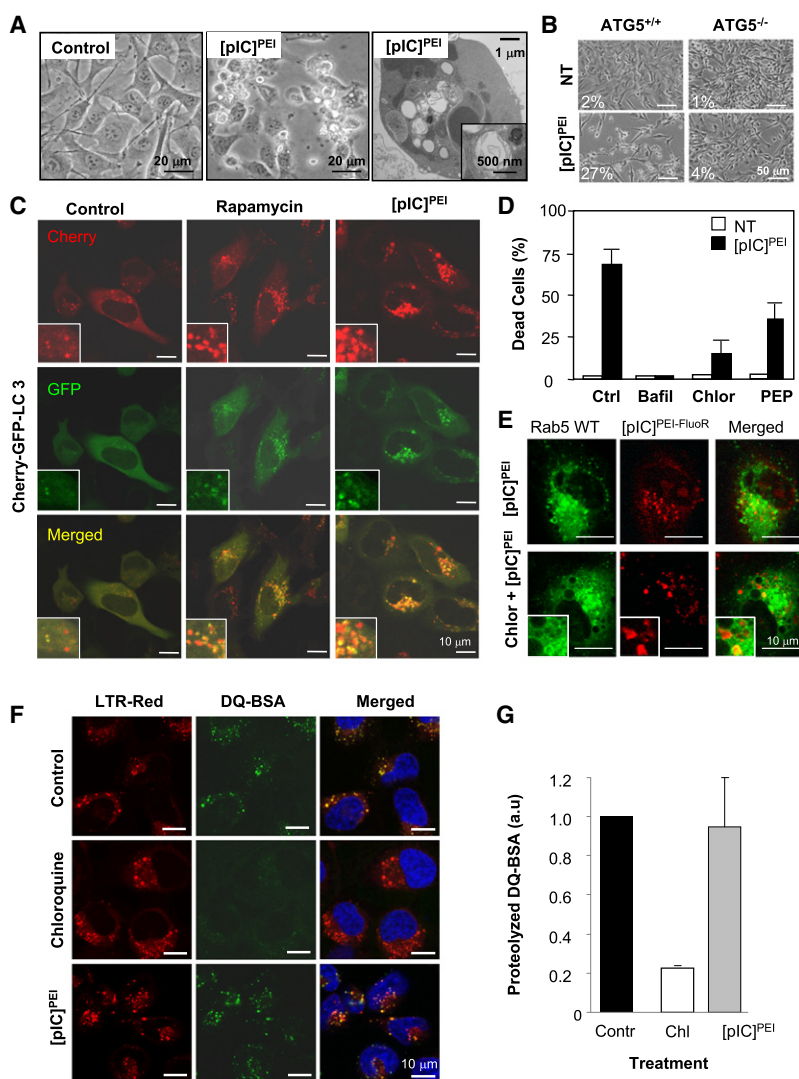 A
Control
20 μm
[pIC]PEI
20 μm
[pIC]PEI
1 μm
500 nm
B
ATG5+/+
ATG5-/-
NT
2%
1%
[pIC]PEI
27%
4%
50 μm
C
Control
Rapamycin
[pIC]PEI
Cherry-GFP-LC 3
Cherry
GFP
Merged
10 μm
D
Dead Cells (%)
100
75
50
25
0
NT
[pIC]PEI
Ctrl
Bafil
Chlor
PEP
E
Rab5 WT
[pIC]PEI-FluoR
Merged
[pIC]PEI
Chlor + [pIC]PEI
10 μm
F
LTR-Red
DQ-BSA
Merged
Control
Chloroquine
[pIC]PEI
10 μm
G
Proteolyzed DQ-BSA (a.u)
1.2
1.0
0.8
0.6
0.4
0.2
0
Contr
Chl
[pIC]PEI
Treatment